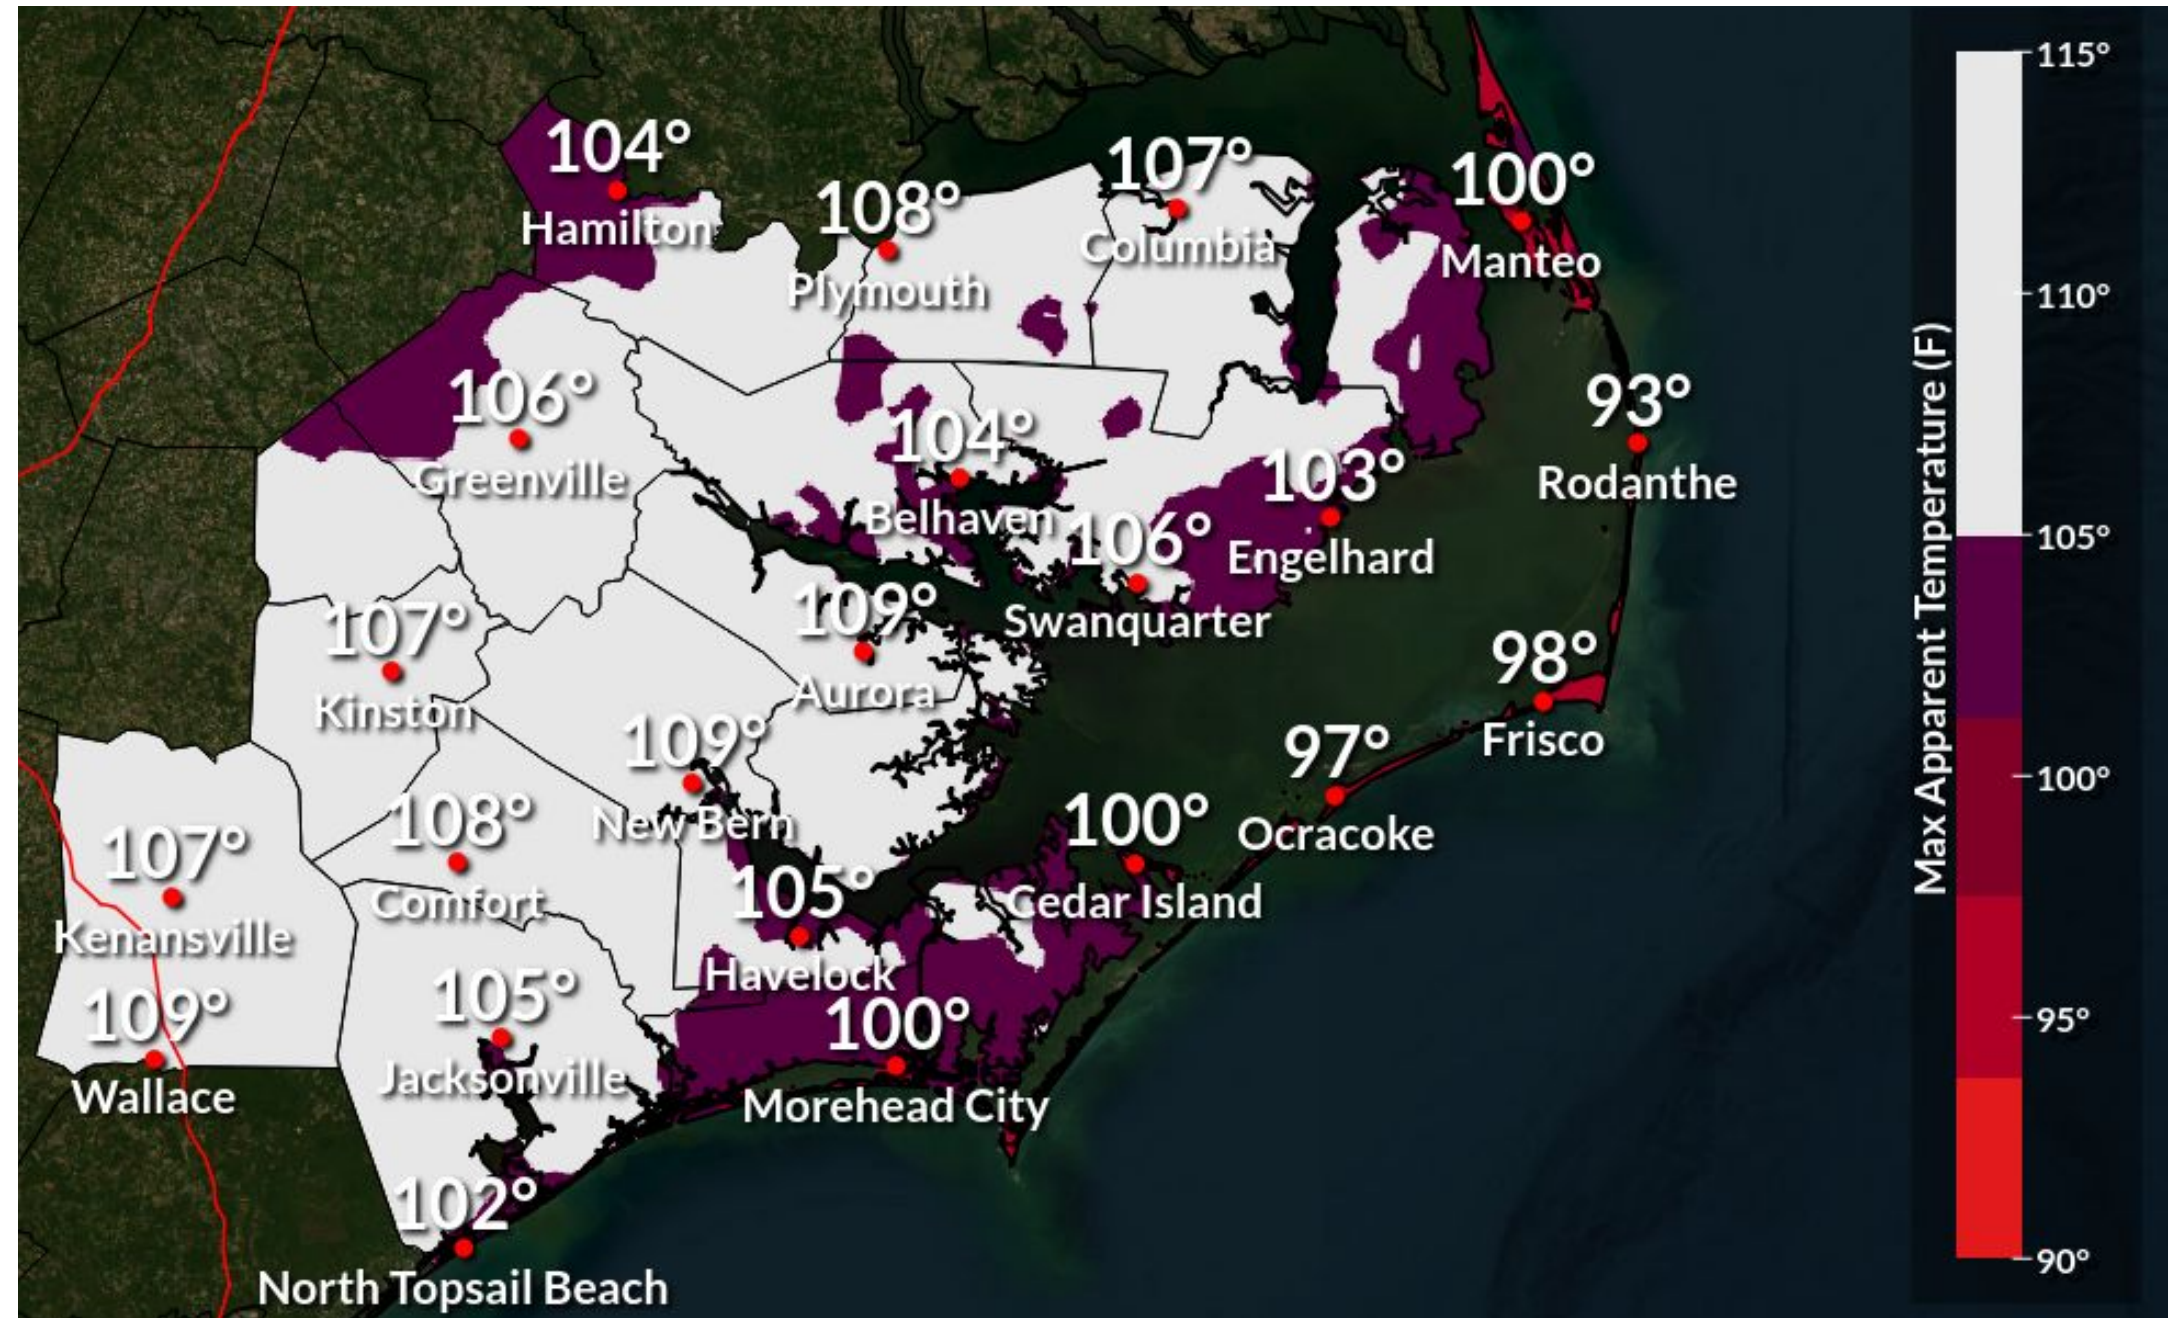 115°
104°
107°
100°
Hamilton
108°
Columbia
Manteo
Plymouth
110°
106°
93°
104°
Greenville
103°
Rodanthe
Belhaven
106°
Engelhard
105°
109°
Swanquarter
107°
98°
Aurora
Kinston
109°
97°
Frisco
Max Apparent Temperature (F)
100°
108°
New Bern
100°
Ocracoke
107°
Comfort
105°
Cedar Island
Kenansville
Havelock
109°
105°
100°
95°
Wallace
Jacksonville
Morehead City
102°
North Topsail Beach
90°